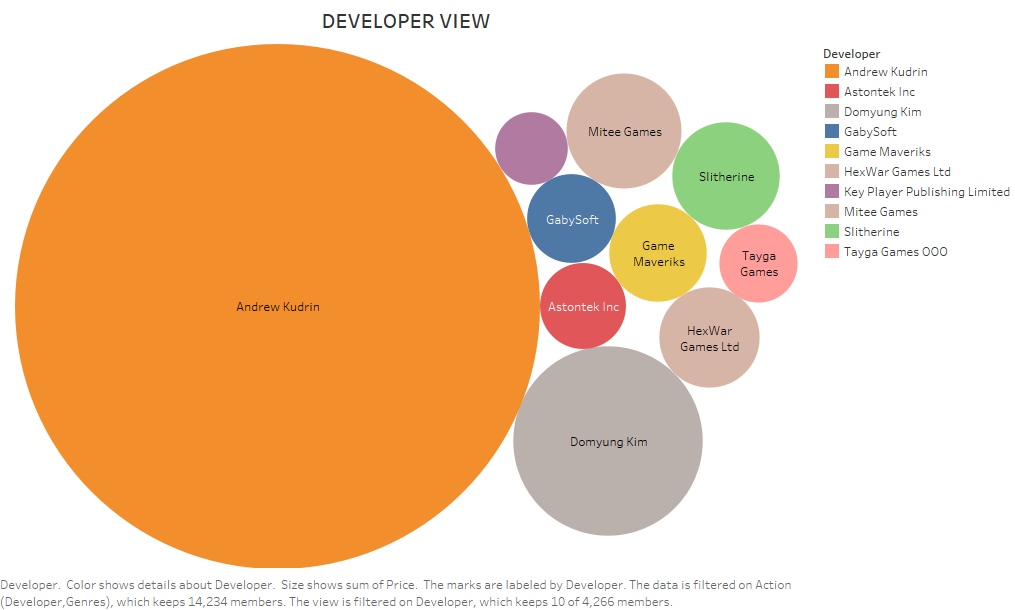 DEVELOPER VIEW
Developer
Andrew Kudrin
Astontek Inc
Domyung Kim
GabySoft
Game Maveriks
HexWar Games Ltd
Key Player Publishing Limited
Mitee Games
Slitherine
Tayga Games OOO
Mitee Games
Slitherine
GabySoft
Game
Maveriks
Tayga
Games
Andrew Kudrin
Astontek Inc
HexWar
Games Ltd
Domyung Kim
Developer.  Color shows details about Developer.  Size shows sum of Price.  The marks are labeled by Developer. The data is filtered on Action
(Developer,Genres), which keeps 14,234 members. The view is filtered on Developer, which keeps 10 of 4,266 members.